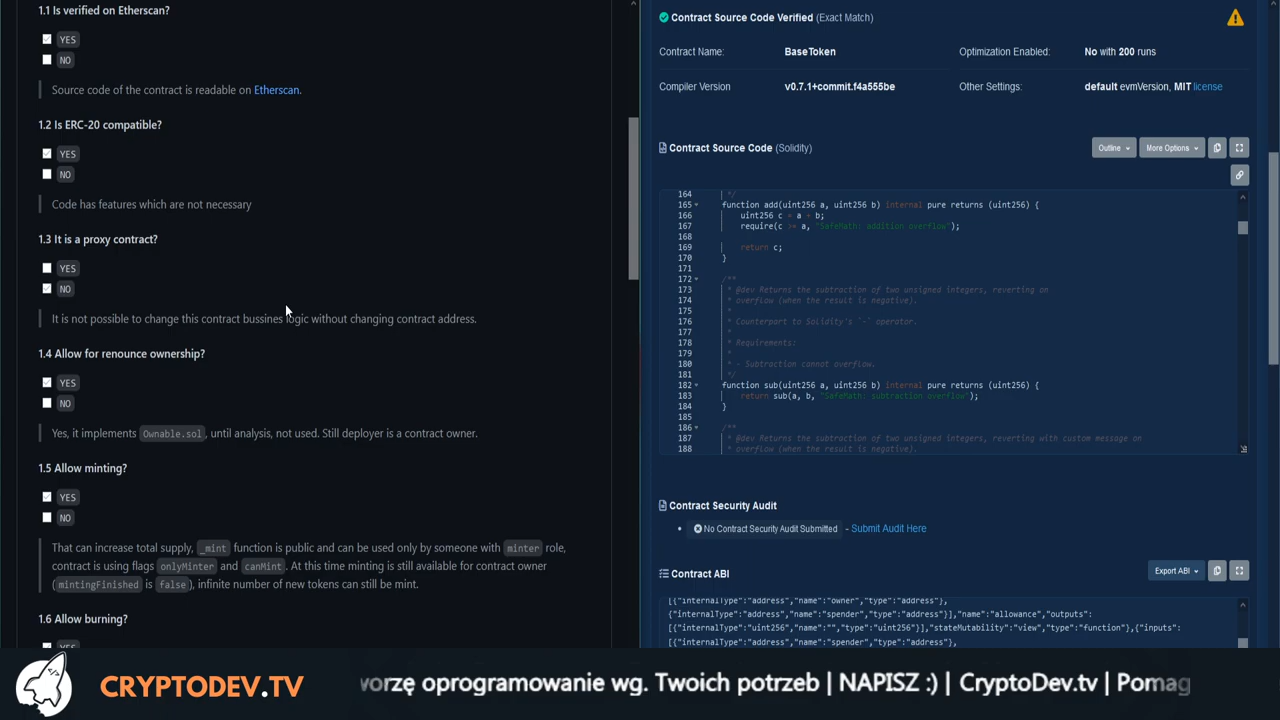 1.1 Is verified on Etherscan?
YES
NO
Source code of the contract is readable on Etherscan.
1.2 Is ERC-20 compatible?
YES
NO
Code has features which are not necessary
1.3 It is a proxy contract?
YES
NO
It is not possible to change this contract bussines logic without changing contract address.
1.4 Allow for renounce ownership?
YES
NO
Yes, it implements Ownable.sol, until analysis, not used. Still deployer is a contract owner.
1.5 Allow minting?
YES
NO
That can increase total supply, _mint function is public and can be used only by someone with minter role,
contract is using flags onlyMinter and canMint. At this time minting is still available for contract owner
(mintingFinished is false), infinite number of new tokens can still be mint.
1.6 Allow burning?
Contract Source Code Verified (Exact Match)
Contract Name: BaseToken Optimization Enabled: No with 200 runs
Compiler Version v0.7.1+commit.f4a555be Other Settings: default evmVersion, MIT license
Contract Source Code (Solidity) Outline More Options
164 */
165 function add(uint256 a, uint256 b) internal pure returns (uint256) {
166 uint256 c = a + b;
167 require(c >= a, "SafeMath: addition overflow");
168
169 return c;
170 }
171
172 /**
173 * @dev Returns the subtraction of two unsigned integers, reverting on
174 * overflow (when the result is negative).
175 *
176 * Counterpart to Solidity's `-` operator.
177 *
178 * Requirements:
179 *
180 * - Subtraction cannot overflow.
181 */
182 function sub(uint256 a, uint256 b) internal pure returns (uint256) {
183 return sub(a, b, "SafeMath: subtraction overflow");
184 }
185
186 /**
187 * @dev Returns the subtraction of two unsigned integers, reverting with custom message on
188 * overflow (when the result is negative).
Contract Security Audit
No Contract Security Audit Submitted - Submit Audit Here
Contract ABI Export ABI
[{"internalType":"address","name":"owner","type":"address"},
{"internalType":"address","name":"spender","type":"address"}],"name":"allowance","outputs":
[{"internalType":"uint256","name":"","type":"uint256"}],"stateMutability":"view","type":"function"},{"inputs":
[{"internalType":"address","name":"spender","type":"address"},
CRYPTODEV.TV
worzę oprogramowanie wg. Twoich potrzeb | NAPISZ :) | CryptoDev.tv | Pomag